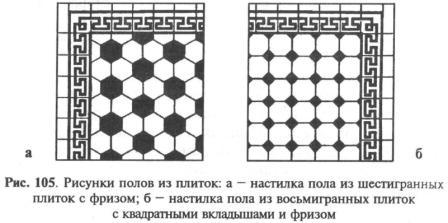 а б
Рис. 105. Рисунки полов из плиток: а — настилка пола из шестигранных
плиток с фризом; б — настилка пола из восьмигранных плиток
с квадратными вкладышами и фризом